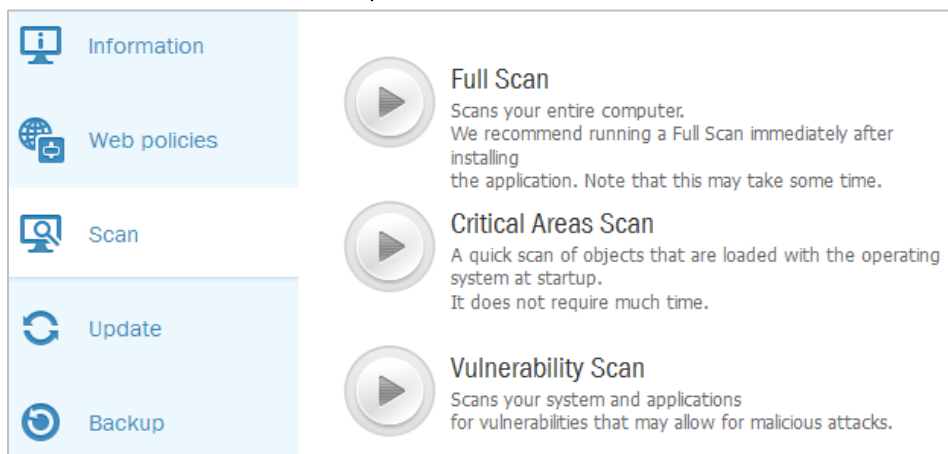 Information
Web policies
Scan
Update
Backup
Full Scan
Scans your entire computer.
We recommend running a Full Scan immediately after
installing
the application. Note that this may take some time.
Critical Areas Scan
A quick scan of objects that are loaded with the operating
system at startup.
It does not require much time.
Vulnerability Scan
Scans your system and applications
for vulnerabilities that may allow for malicious attacks.